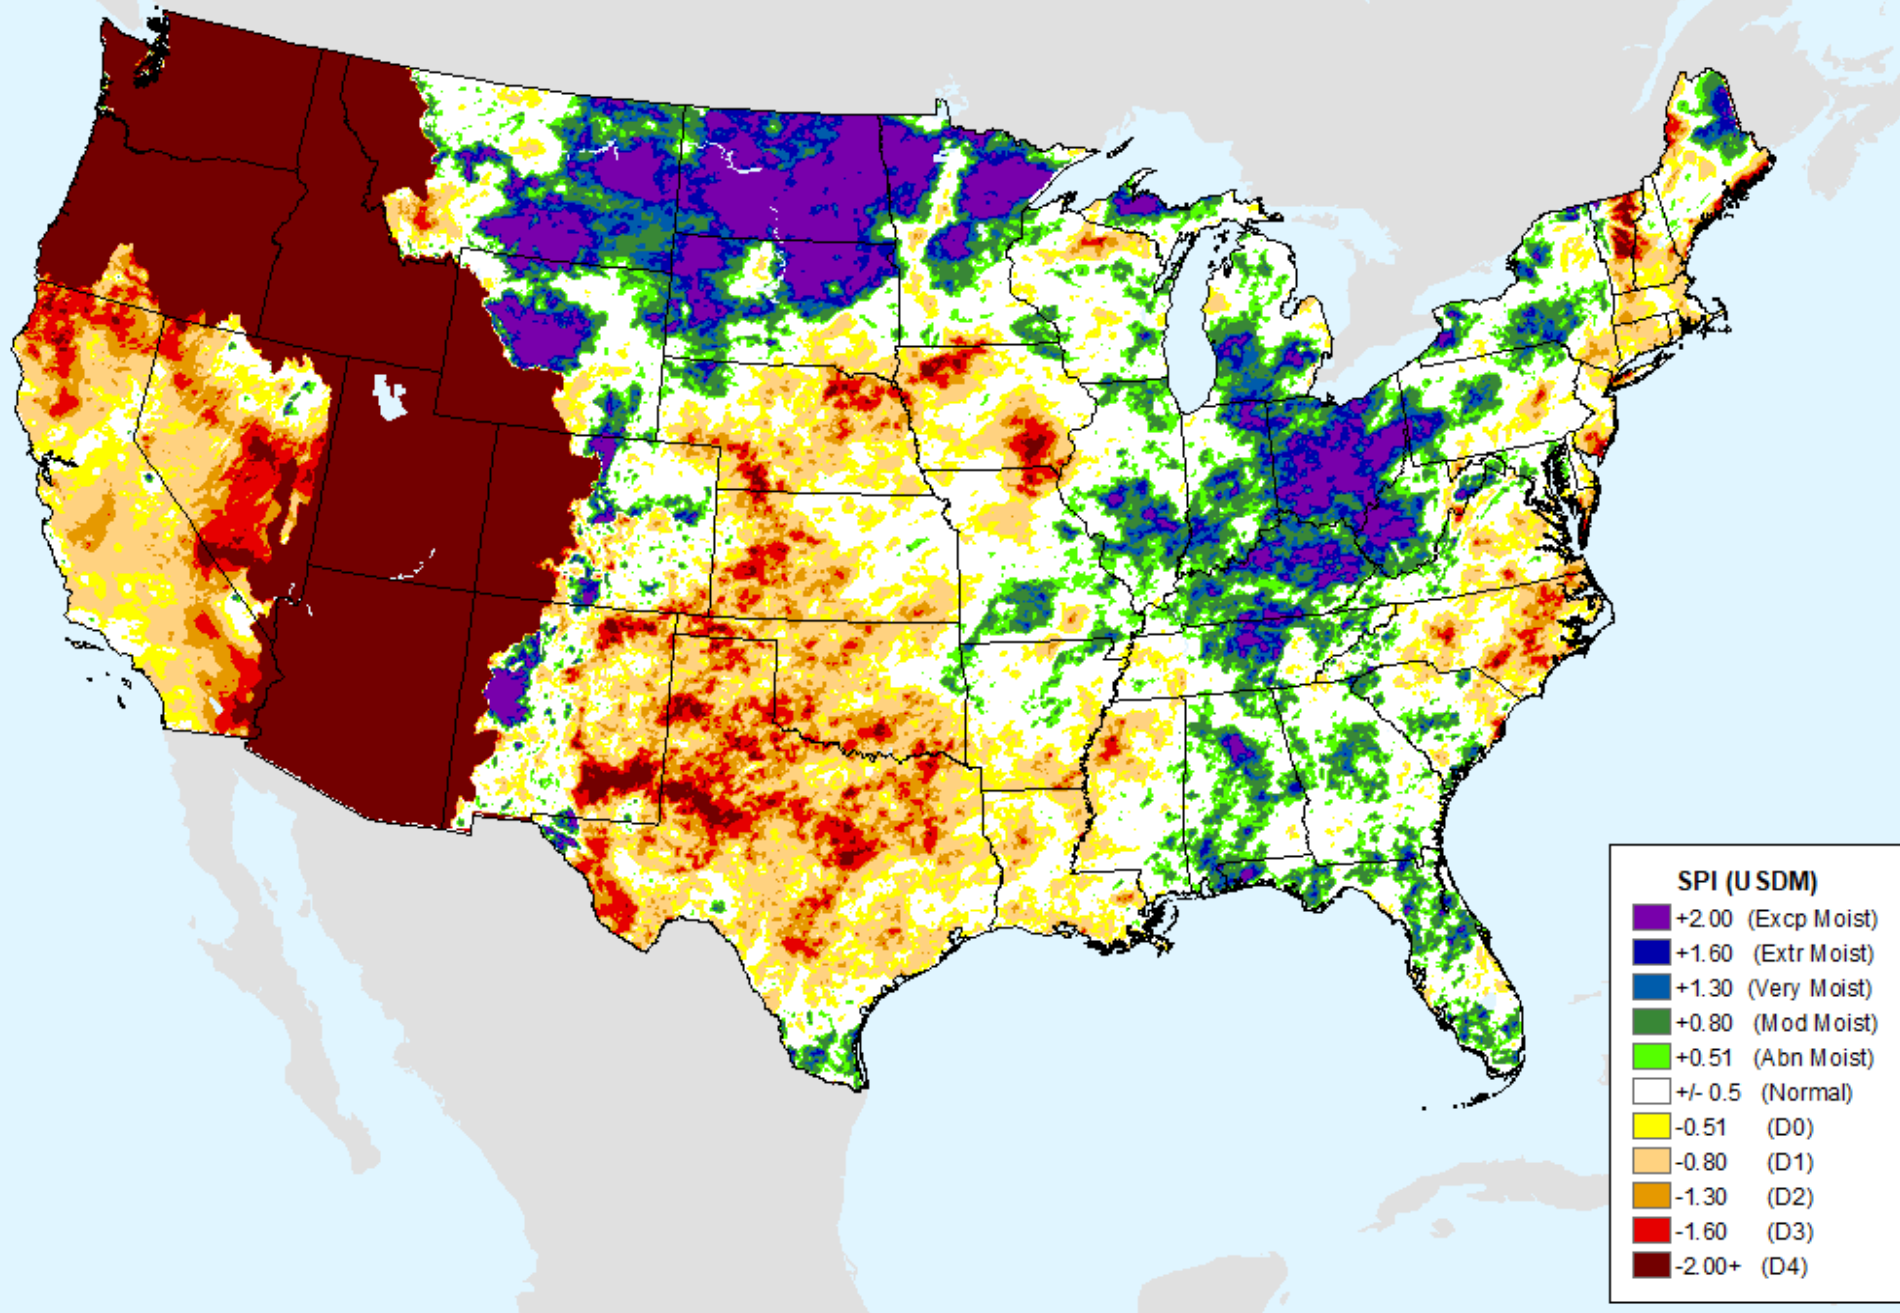 SPI (USDM)
+2.00 (Excp Moist)
+1.60 (Extr Moist)
+1.30 (Very Moist)
+0.80 (Mod Moist)
+0.51 (Abn Moist)
+/- 0.5 (Normal)
-0.51 (D0)
-0.80 (D1)
-1.30 (D2)
-1.60 (D3)
-2.00+ (D4)